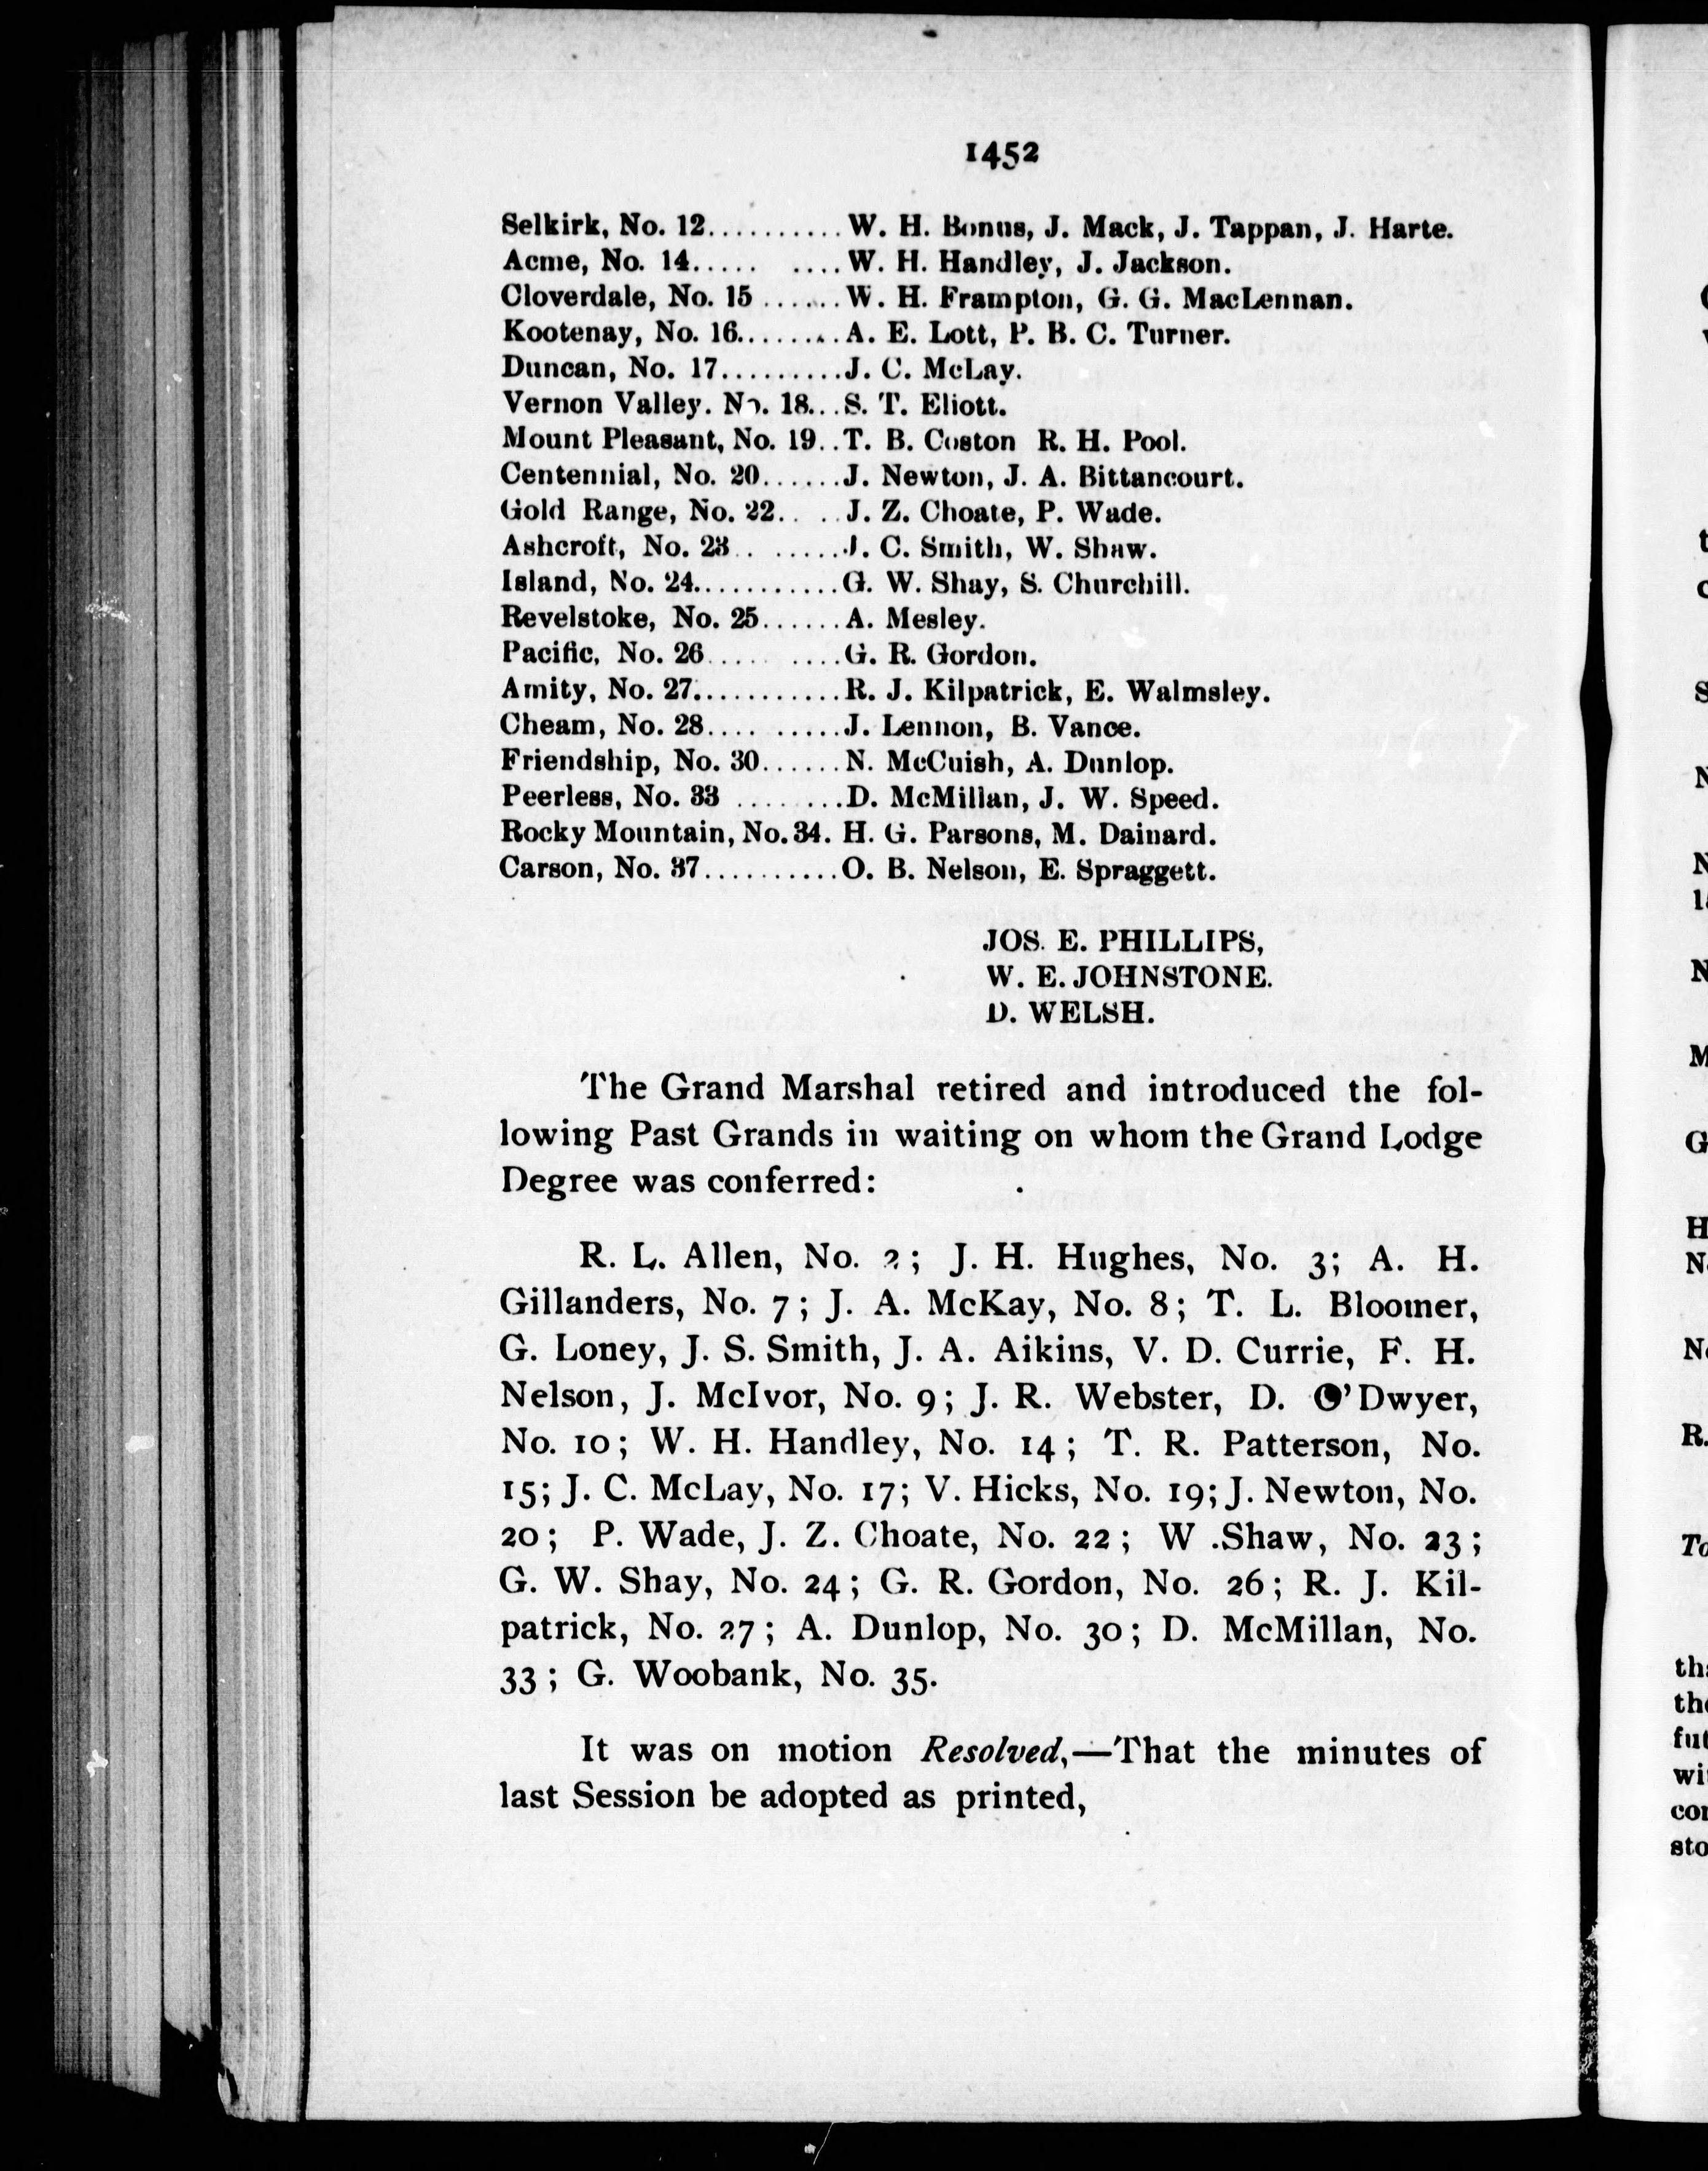 1452
Selkirk, No. 12..........W. H. Bonus, J. Mack, J. Tappan, J. Harte.
Acme, No. 14..... ....W. H. Handley, J. Jackson.
Cloverdale, No. 15 ......W. H. Frampton, G. G. MacLennan.
Kootenay, No. 16........A. E. Lott, P. B. C. Turner.
Duncan, No. 17.........J. C. McLay.
Vernon Valley. No. 18...S. T. Eliott.
Mount Pleasant, No. 19..T. B. Coston R. H. Pool.
Centennial, No. 20......J. Newton, J. A. Bittancourt.
Gold Range, No. 22.. ..J. Z. Choate, P. Wade.
Ashcroft, No. 23.. ......J. C. Smith, W. Shaw.
Island, No. 24...........G. W. Shay, S. Churchill.
Revelstoke, No. 25......A. Mesley.
Pacific, No. 26.... ....G. R. Gordon.
Amity, No. 27...........R. J. Kilpatrick, E. Walmsley.
Cheam, No. 28.... .....J. Lennon, B. Vance.
Friendship, No. 30......N. McCuish, A. Dunlop.
Peerless, No. 33 ........D. McMillan, J. W. Speed.
Rocky Mountain, No. 34. H. G. Parsons, M. Dainard.
Carson, No. 37..........O. B. Nelson, E. Spraggett.
JOS. E. PHILLIPS,
W. E. JOHNSTONE.
D. WELSH.
The Grand Marshal retired and introduced the fol-
lowing Past Grands in waiting on whom the Grand Lodge
Degree was conferred:
R. L. Allen, No. 2; J. H. Hughes, No. 3; A. H.
Gillanders, No. 7; J. A. McKay, No. 8; T. L. Bloomer,
G. Loney, J. S. Smith, J. A. Aikins, V. D. Currie, F. H.
Nelson, J. McIvor, No. 9; J. R. Webster, D. O'Dwyer,
No. 10; W. H. Handley, No. 14; T. R. Patterson, No.
15; J. C. McLay, No. 17; V. Hicks, No. 19; J. Newton, No.
20; P. Wade, J. Z. Choate, No. 22; W .Shaw, No. 23;
G. W. Shay, No. 24; G. R. Gordon, No. 26; R. J. Kil-
patrick, No. 27; A. Dunlop, No. 30; D. McMillan, No.
33; G. Woobank, No. 35.
It was on motion Resolved,—That the minutes of
last Session be adopted as printed,